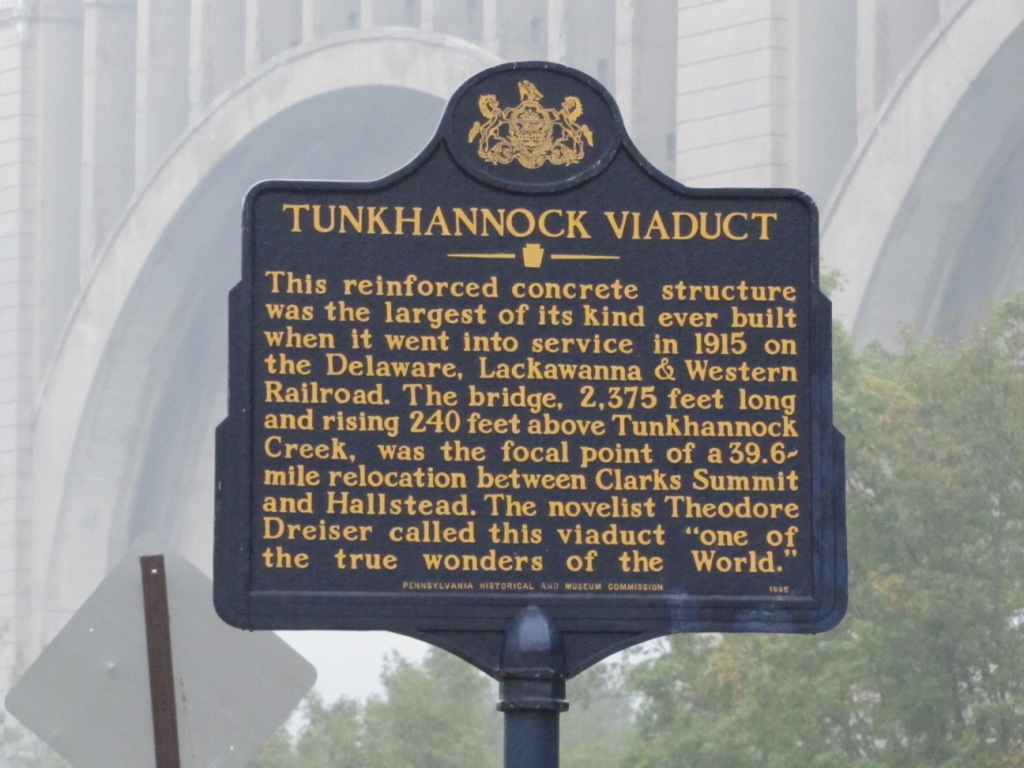 TUNKHANNOCK VIADUCT
This reinforced concrete structure
was the largest of its kind ever built
when it went into service in 1915 on
the Delaware, Lackawanna & Western
Railroad. The bridge, 2,375 feet long
and rising 240 feet above Tunkhannock
Creek, was the focal point of a 39.6-
mile relocation between Clarks Summit
and Hallstead. The novelist Theodore
Dreiser called this viaduct “one of
the true wonders of the World.”
PENNSYLVANIA HISTORICAL AND MUSEUM COMMISSION 1995